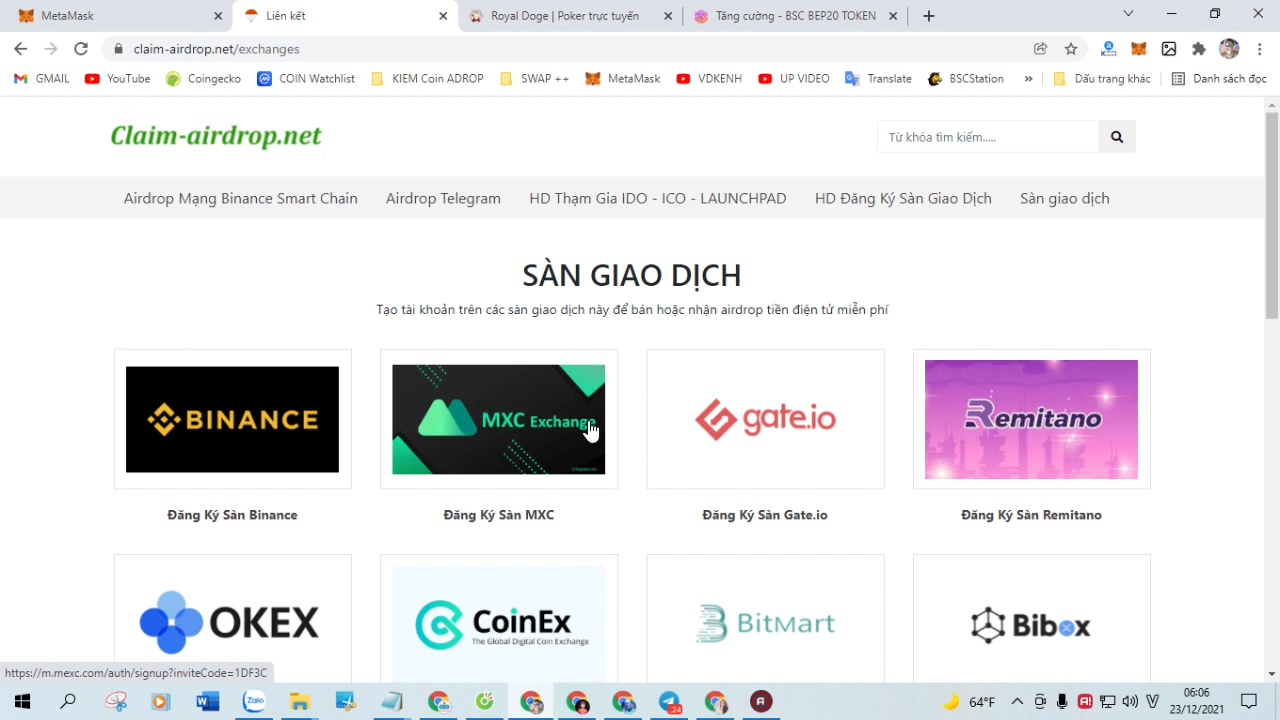 MetaMask
Liên kết
Royal Doge | Poker trực tuyến
Tăng cường - BSC BEP20 TOKEN
claim-airdrop.net/exchanges
GMAIL
YouTube
Coingecko
COIN Watchlist
KIEM Coin ADROP
SWAP ++
MetaMask
VDKENH
UP VIDEO
Translate
BSCStation
»
Dấu trang khác
Danh sách đọc
Claim-airdrop.net
Từ khóa tìm kiếm.....
Airdrop Mạng Binance Smart Chain
Airdrop Telegram
HD Thạm Gia IDO - ICO - LAUNCHPAD
HD Đăng Ký Sàn Giao Dịch
Sàn giao dịch
SÀN GIAO DỊCH
Tạo tài khoản trên các sàn giao dịch này để bán hoặc nhận airdrop tiền điện tử miễn phí
BINANCE
MXC Exchange
gate.io
Remitano
Đăng Ký Sàn Binance
Đăng Ký Sàn MXC
Đăng Ký Sàn Gate.io
Đăng Ký Sàn Remitano
OKEX
CoinEx
The Global Digital Coin Exchange
BitMart
Bibox
https://m.mexc.com/auth/signup?inviteCode=1DF3C
Zalo
24
64°F
06:06
23/12/2021